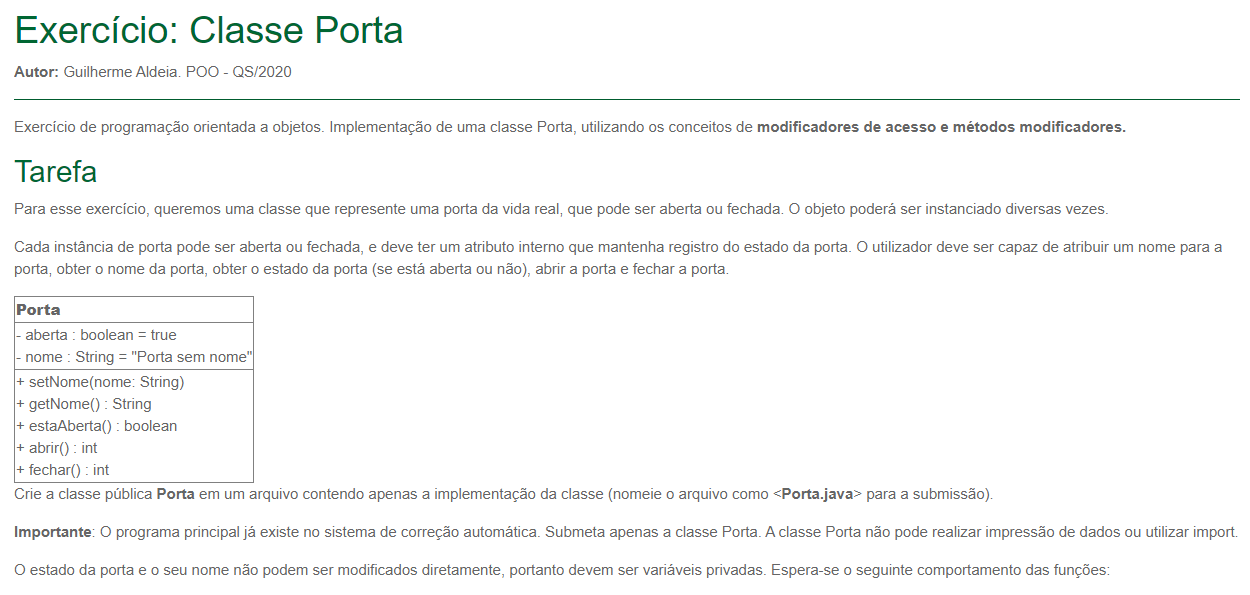 Exercício: Classe Porta
Autor: Guilherme Aldeia. POO - QS/2020
Exercício de programação orientada a objetos. Implementação de uma classe Porta, utilizando os conceitos de modificadores de acesso e métodos modificadores.
Tarefa
Para esse exercício, queremos uma classe que represente uma porta da vida real, que pode ser aberta ou fechada. O objeto poderá ser instanciado diversas vezes.
Cada instância de porta pode ser aberta ou fechada, e deve ter um atributo interno que mantenha registro do estado da porta. O utilizador deve ser capaz de atribuir um nome para a
porta, obter o nome da porta, obter o estado da porta (se está aberta ou não), abrir a porta e fechar a porta.
Porta
- aberta : boolean = true
- nome : String = "Porta sem nome"
+ setNome(nome: String)
+ getNome() : String
+ estaAberta() : boolean
+ abrir() : int
+ fechar() : int
Crie a classe pública Porta em um arquivo contendo apenas a implementação da classe (nomeie o arquivo como <Porta.java> para a submissão).
Importante: O programa principal já existe no sistema de correção automática. Submeta apenas a classe Porta. A classe Porta não pode realizar impressão de dados ou utilizar import.
O estado da porta e o seu nome não podem ser modificados diretamente, portanto devem ser variáveis privadas. Espera-se o seguinte comportamento das funções: